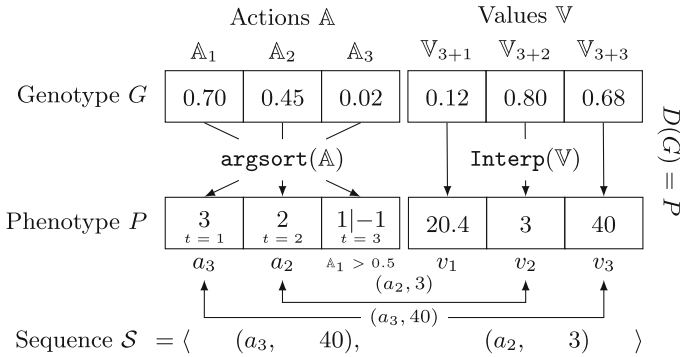 Actions 𝔸 Values 𝕍
𝔸₁ 𝔸₂ 𝔸₃ 𝕍₃₊₁ 𝕍₃₊₂ 𝕍₃₊₃
Genotype G 0.70 0.45 0.02 0.12 0.80 0.68
argsort(𝔸) Interp(𝕍)
D(G) = P
Phenotype P 3 2 1|−1 20.4 3 40
t = 1 t = 2 t = 3
a₃ a₂ 𝔸₁ > 0.5 v₁ v₂ v₃
(a₂, 3)
(a₃, 40)
Sequence 𝒮 = ⟨ (a₃, 40), (a₂, 3) ⟩